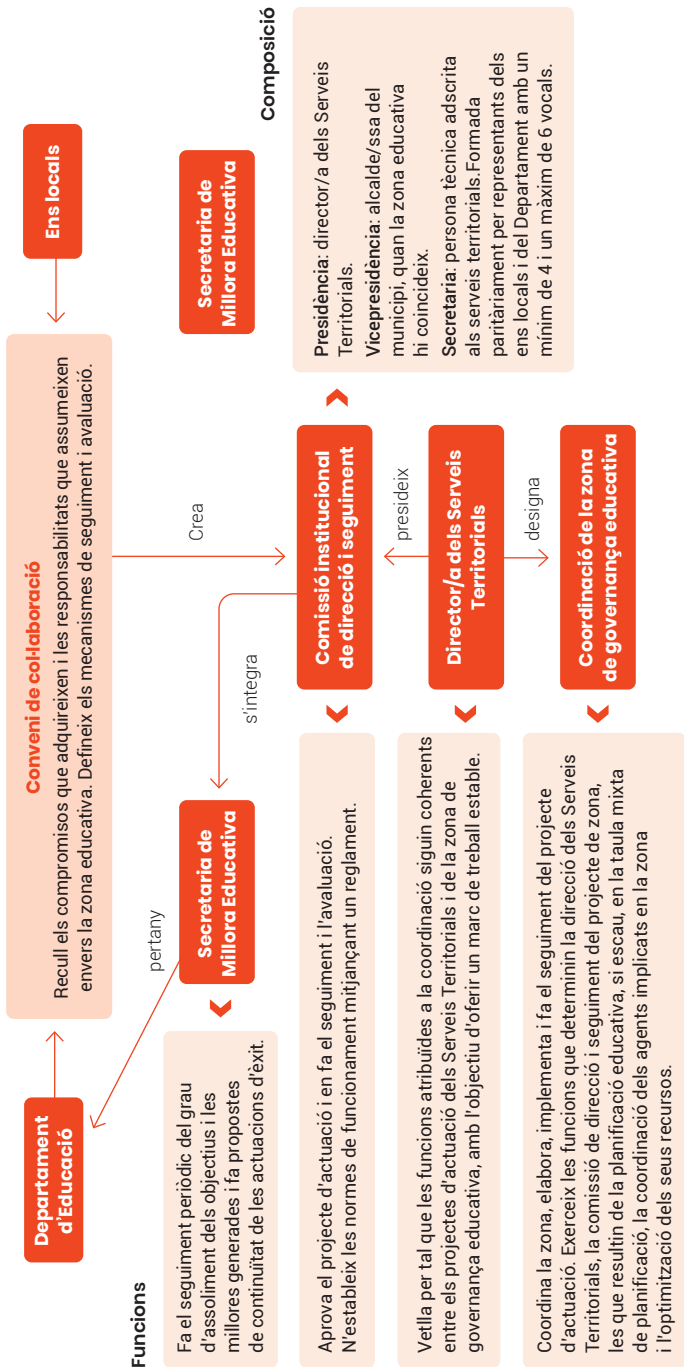 Departament
d'Educació
Conveni de col·laboració
Recull els compromisos que adquireixen i les responsabilitats que assumeixen
envers la zona educativa. Defineix els mecanismes de seguiment i avaluació.
Ens locals
pertany
Crea
Funcions
Fa el seguiment periòdic del grau
d'assoliment dels objectius i les
millores generades i fa propostes
de continuïtat de les actuacions d'èxit.
Secretaria de
Millora Educativa
s'integra
Secretaria de
Millora Educativa
Composició
Aprova el projecte d'actuació i en fa el seguiment i l'avaluació.
N'estableix les normes de funcionament mitjançant un reglament.
Comissió institucional
de direcció i seguiment
Presidència: director/a dels Serveis
Territorials.
Vicepresidència: alcalde/ssa del
municipi, quan la zona educativa
hi coincideix.
Secretaria: persona tècnica adscrita
als serveis territorials.Formada
paritàriament per representants dels
ens locals i del Departament amb un
mínim de 4 i un màxim de 6 vocals.
presideix
Vetlla per tal que les funcions atribuïdes a la coordinació siguin coherents
entre els projectes d'actuació dels Serveis Territorials i de la zona de
governança educativa, amb l'objectiu d'oferir un marc de treball estable.
Director/a dels Serveis
Territorials
designa
Coordina la zona, elabora, implementa i fa el seguiment del projecte
d'actuació. Exerceix les funcions que determinin la direcció dels Serveis
Territorials, la comissió de direcció i seguiment del projecte de zona,
les que resultin de la planificació educativa, si escau, en la taula mixta
de planificació, la coordinació dels agents implicats en la zona
i l'optimització dels seus recursos.
Coordinació de la zona
de governança educativa